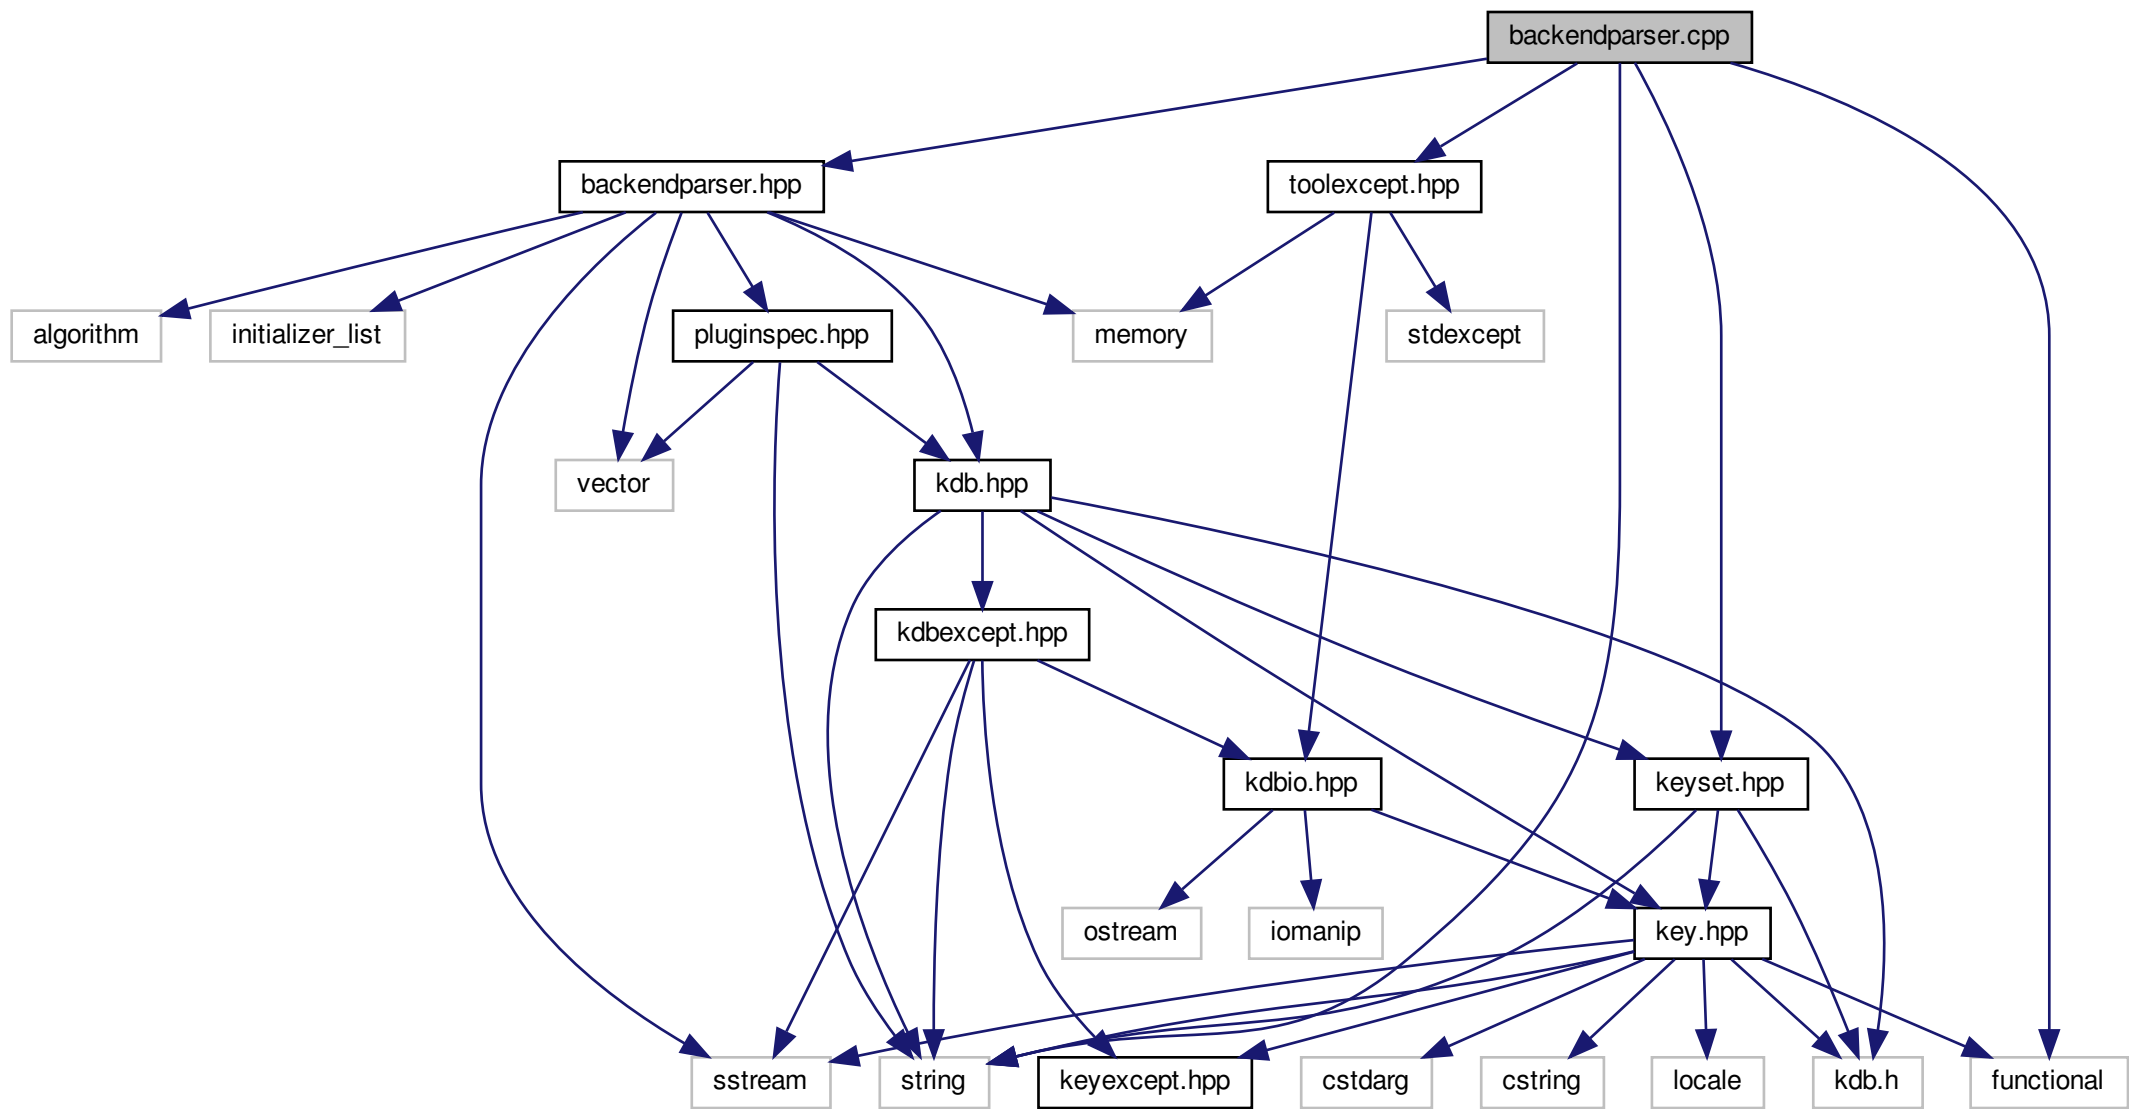 backendparser.cpp
backendparser.hpp
toolexcept.hpp
algorithm
initializer_list
pluginspec.hpp
memory
stdexcept
vector
kdb.hpp
kdbexcept.hpp
kdbio.hpp
keyset.hpp
ostream
iomanip
key.hpp
sstream
string
keyexcept.hpp
cstdarg
cstring
locale
kdb.h
functional